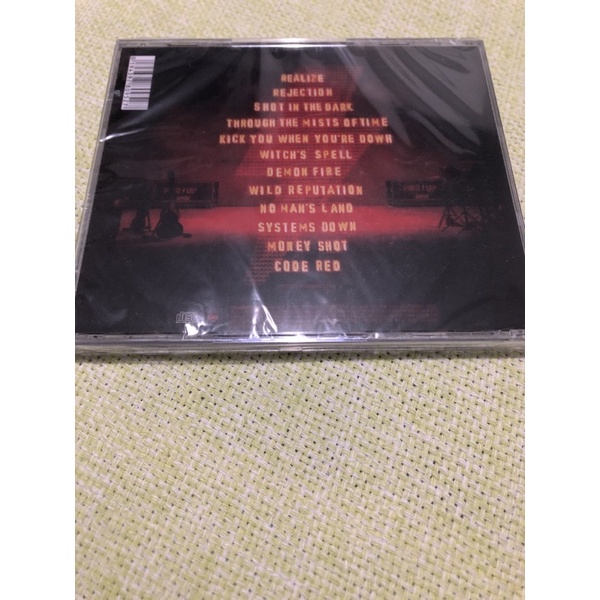 REALIZE
REJECTION
SHOT IN THE DARK
THROUGH THE MISTS OF TIME
KICK YOU WHEN YOU'RE DOWN
WITCH'S SPELL
DEMON FIRE
WILD REPUTATION
NO MAN'S LAND
SYSTEMS DOWN
MONEY SHOT
CODE RED